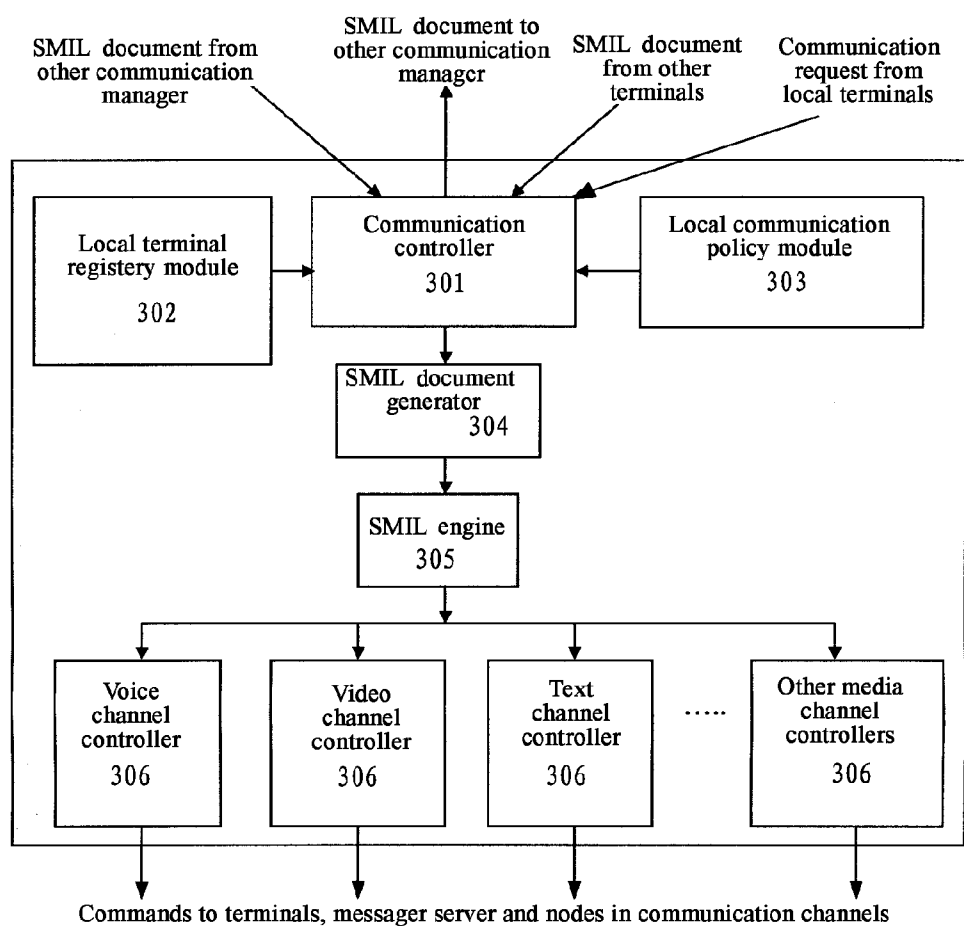 SMIL document from
other communication
manager
SMIL document to
other communication
manager
SMIL document
from other
terminals
Communication
request from
local terminals
Local terminal
registery module
302
Communication
controller
301
Local communication
policy module
303
SMIL document
generator
304
SMIL engine
305
Voice
channel
controller
306
Video
channel
controller
306
Text
channel
controller
306
.....
Other media
channel
controllers
306
Commands to terminals, messager server and nodes in communication channels